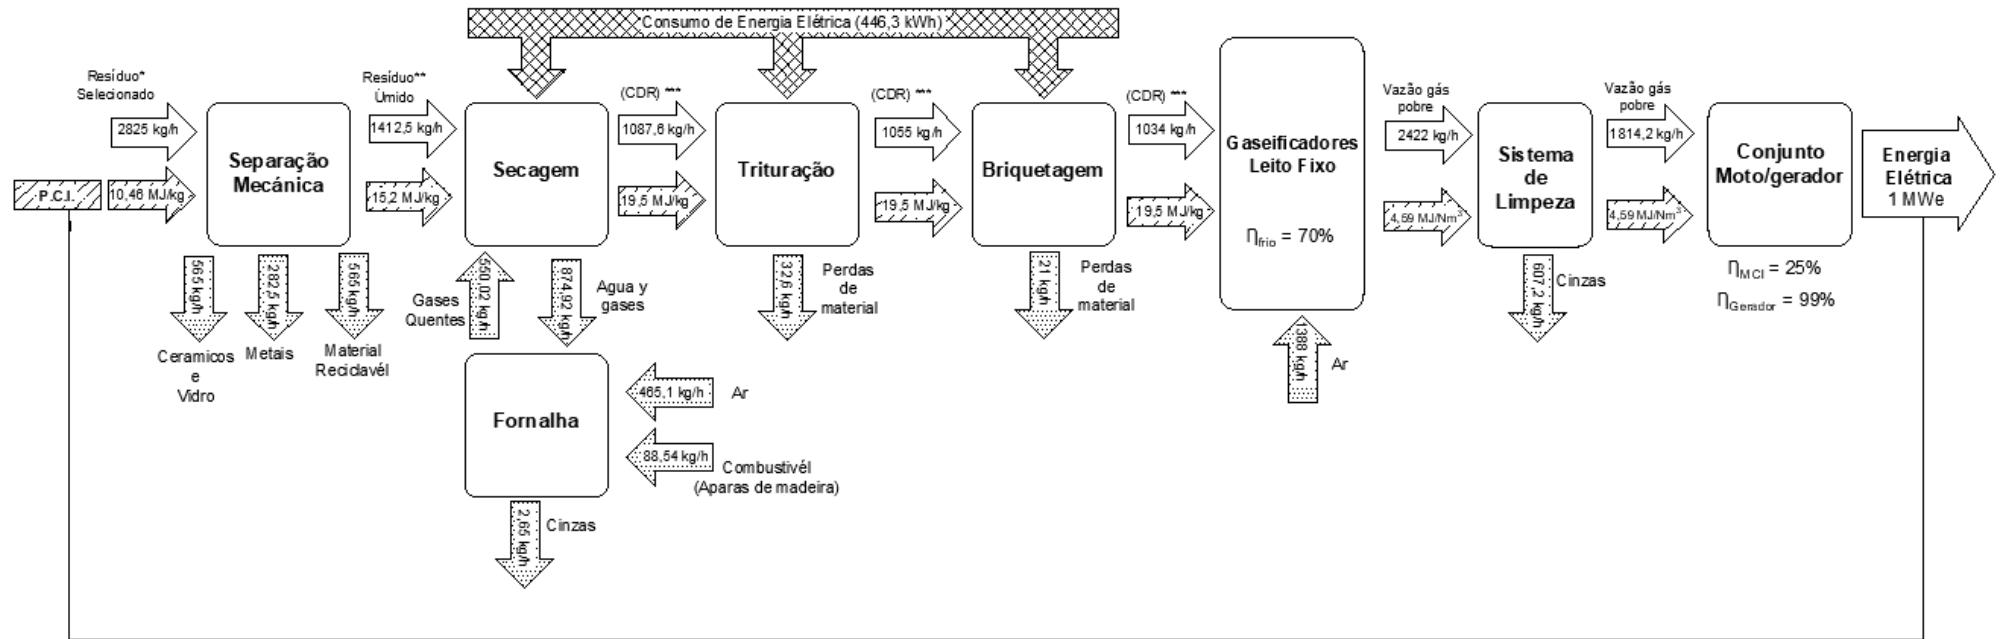 Consumo de Energia Elétrica (446,3 kWh)
Resíduo*
Selecionado
2825 kg/h
P.C.I.
10,46 MJ/kg
Separação
Mecánica
565 kg/h
282,5 kg/h
565 kg/h
Ceramicos
e
Vidro
Metais
Material
Reciclavél
Resíduo**
Úmido
1412,5 kg/h
15,2 MJ/kg
Secagem
550,02 kg/h
Gases
Quentes
874,92 kg/h
Agua y
gases
Fornalha
465,1 kg/h
Ar
88,54 kg/h
Combustivél
(Aparas de madeira)
2,65 kg/h
Cinzas
(CDR) ***
1087,6 kg/h
19,5 MJ/kg
Trituração
32,6 kg/h
Perdas
de
material
(CDR) ***
1055 kg/h
19,5 MJ/kg
Briquetagem
21 kg/h
Perdas
de
material
(CDR) ***
1034 kg/h
19,5 MJ/kg
Gaseificadores
Leito Fixo
η frio = 70%
1388 kg/h
Ar
Vazão gás
pobre
2422 kg/h
4,59 MJ/Nm³
Sistema
de
Limpeza
607,2 kg/h
Cinzas
Vazão gás
pobre
1814,2 kg/h
4,59 MJ/Nm³
Conjunto
Moto/gerador
η MCI = 25%
η Gerador = 99%
Energia
Elétrica
1 MWe